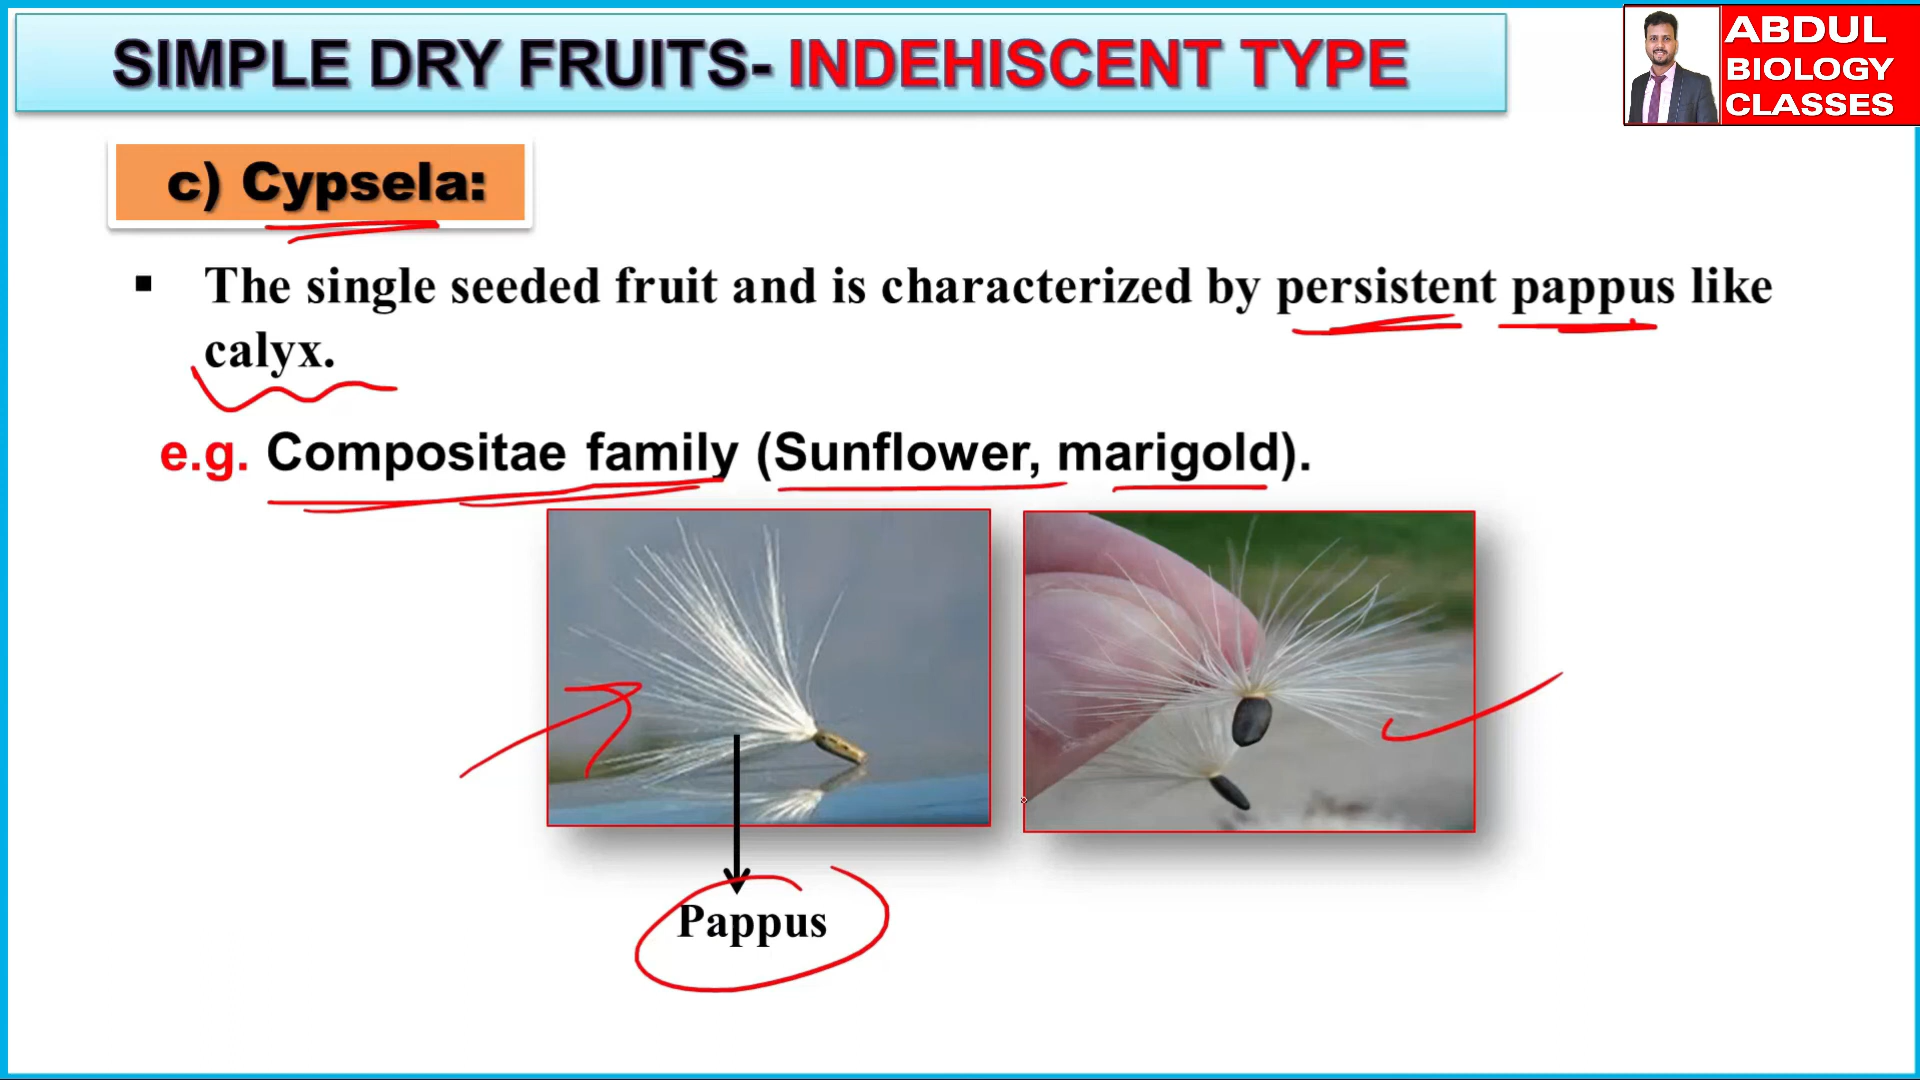 SIMPLE DRY FRUITS- INDEHISCENT TYPE
ABDUL
BIOLOGY
CLASSES
c) Cypsela:
▪ The single seeded fruit and is characterized by persistent pappus like
calyx.
e.g. Compositae family (Sunflower, marigold).
Pappus